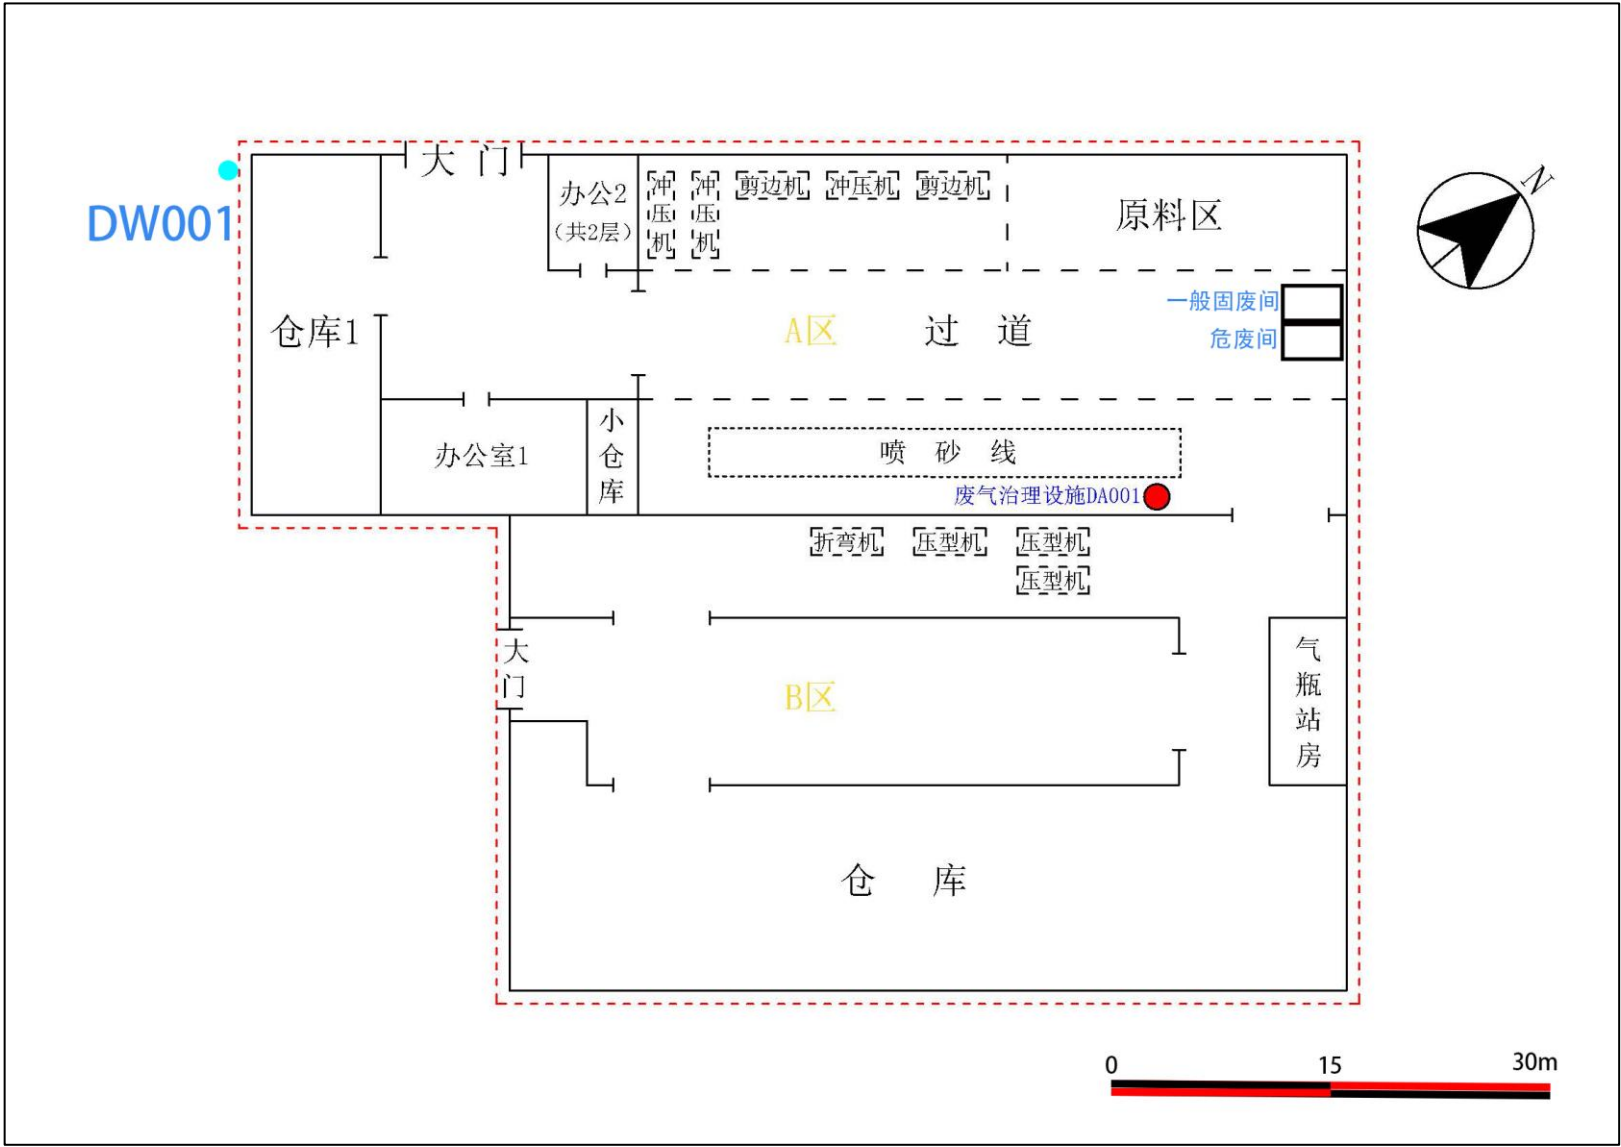 大 门
N
DW001
办公2
（共2层）
冲压机
冲压机
剪边机
冲压机
剪边机
原料区
仓库1
A区
过 道
一般固废间
危废间
办公室1
小仓库
喷 砂 线
废气治理设施DA001
折弯机
压型机
压型机
压型机
大门
B区
气瓶站房
仓 库
0
15
30m